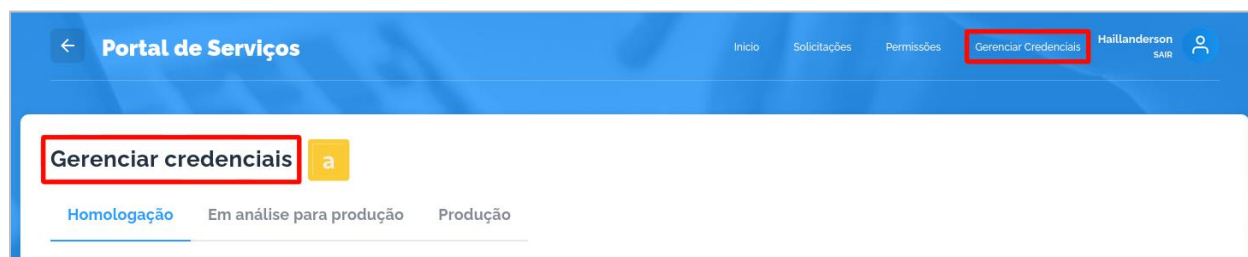 Portal de Serviços
Inicio Solicitações Permissões Gerenciar Credenciais Haillanderson
SAIR
Gerenciar credenciais a
Homologação Em análise para produção Produção